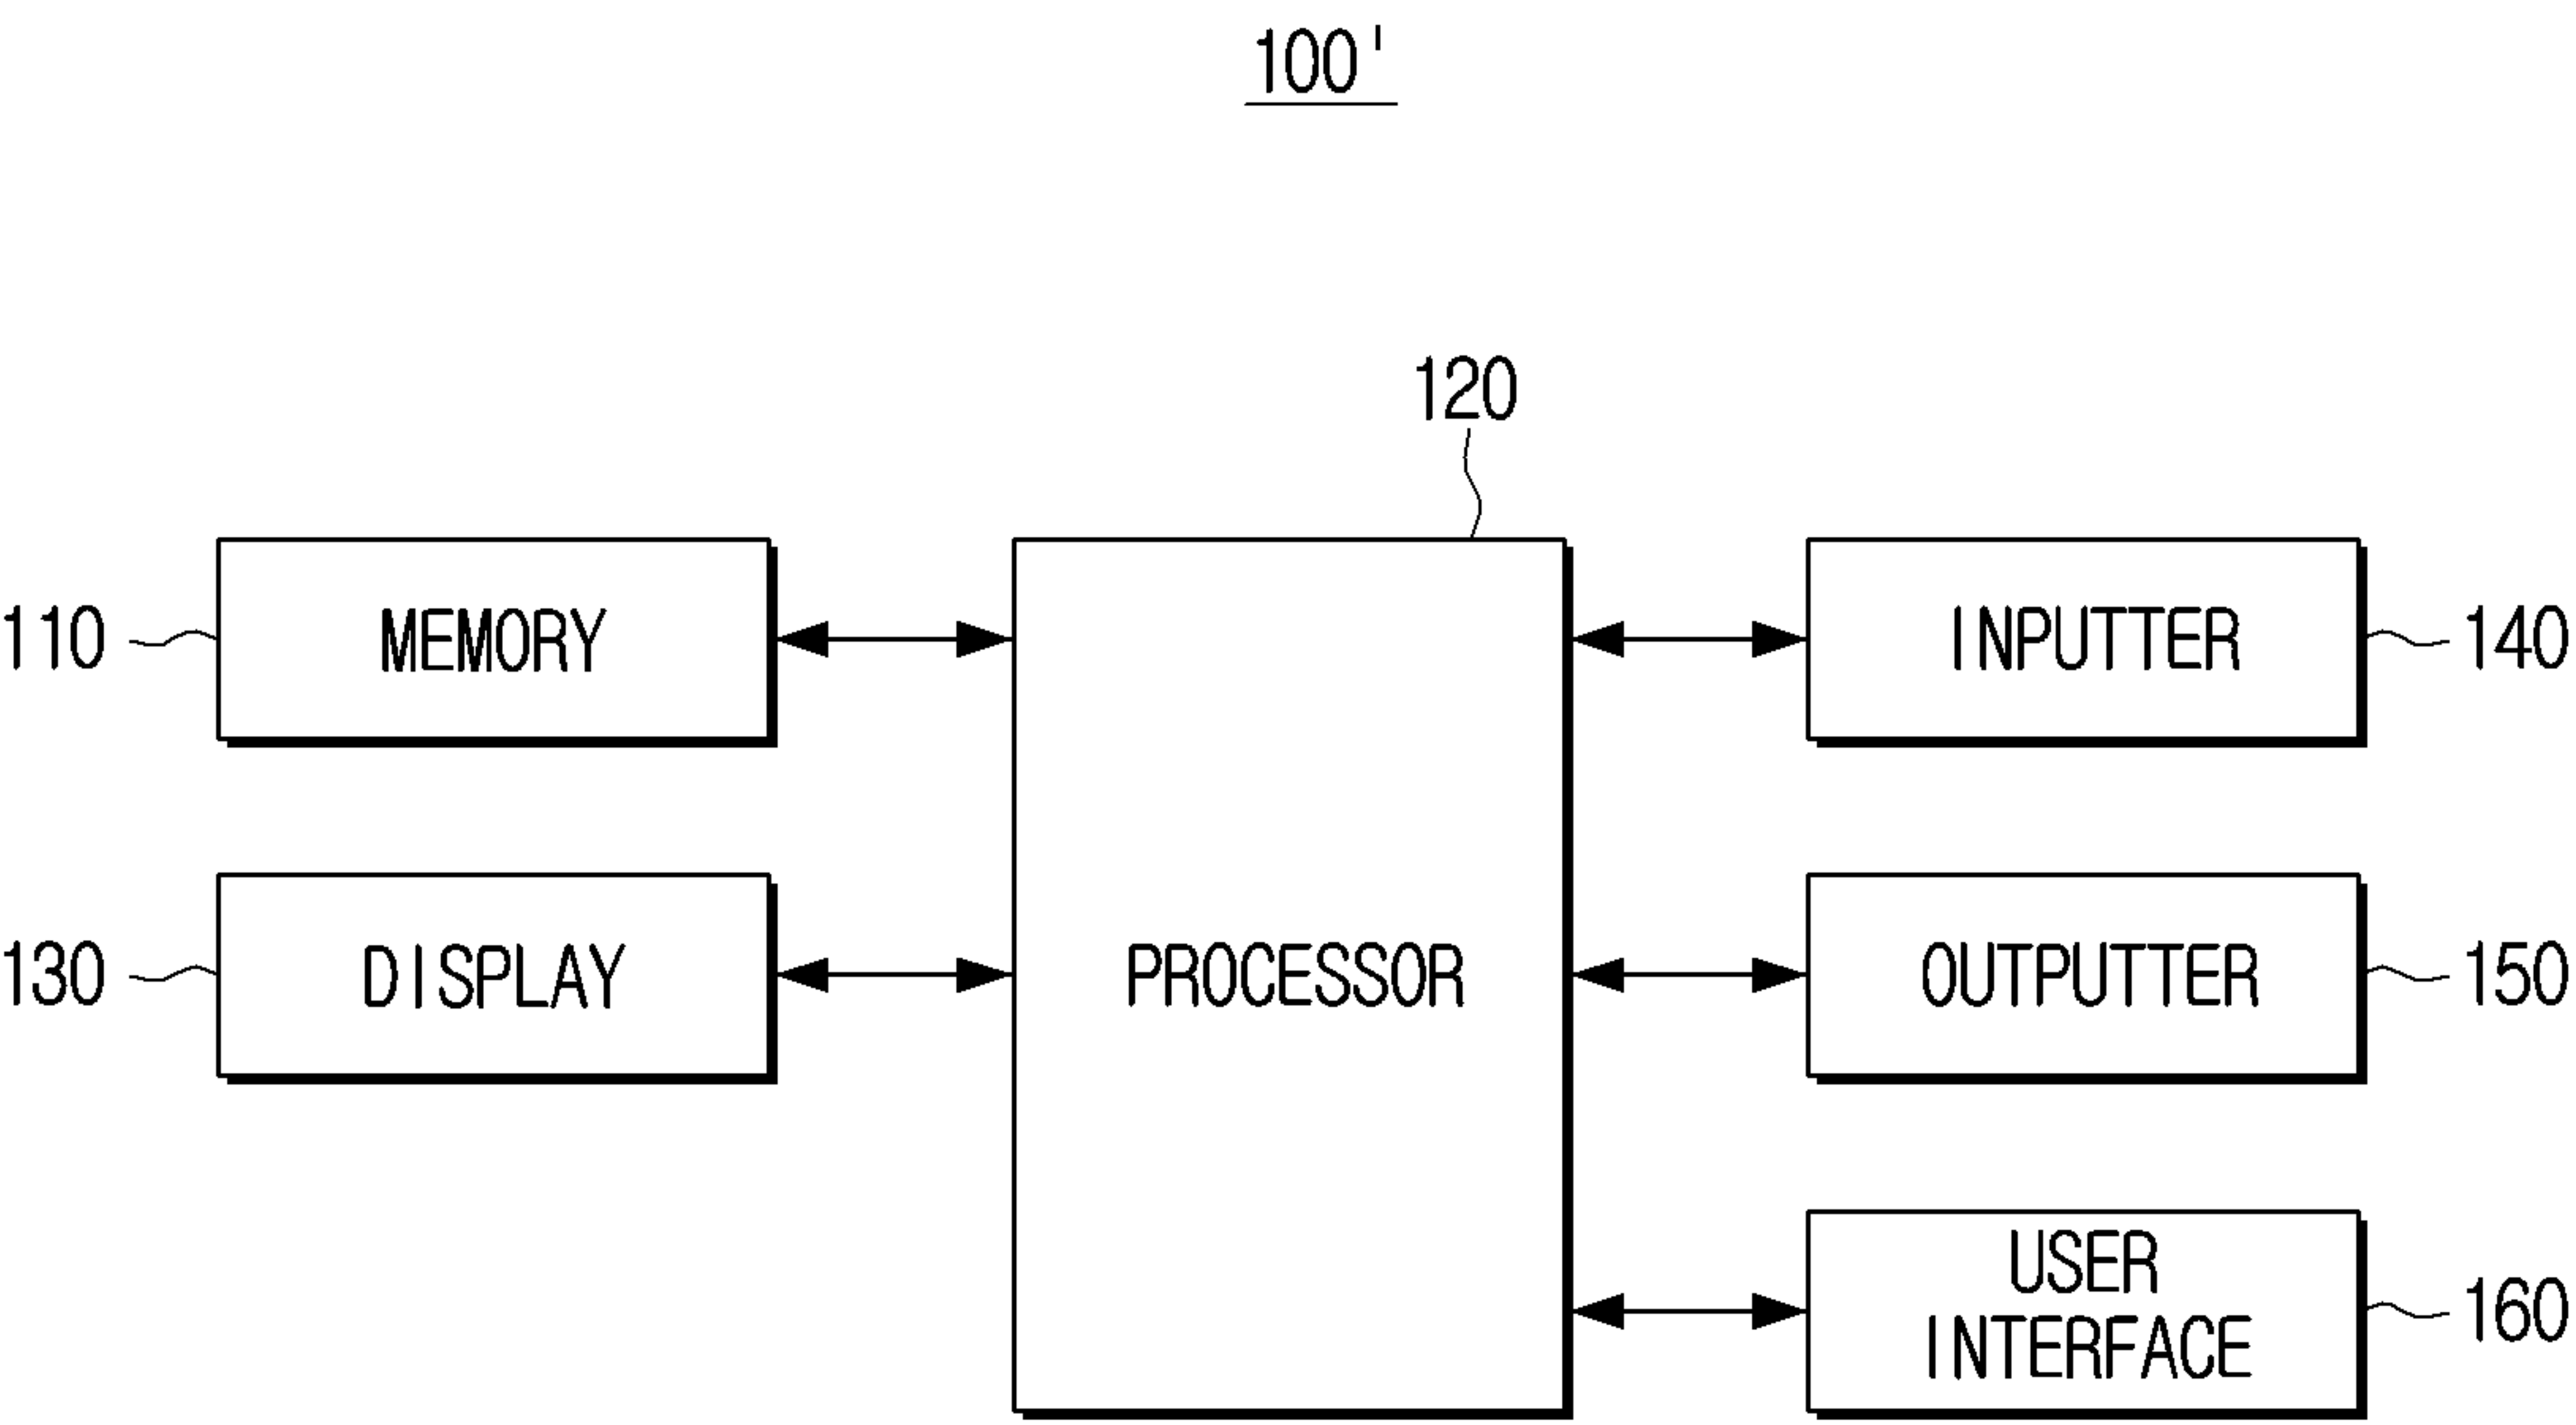 100'
120
110
MEMORY
INPUTTER
140
130
DISPLAY
PROCESSOR
OUTPUTTER
150
USER
INTERFACE
160